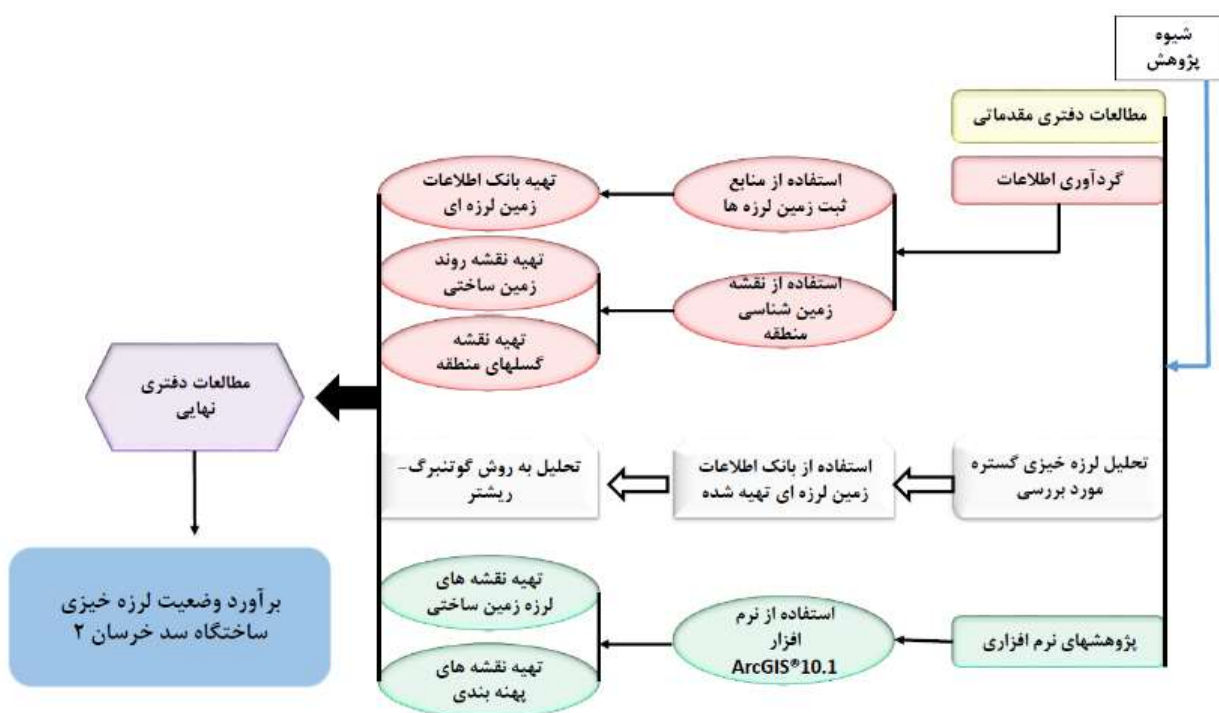 شیوه
پژوهش
مطالعات دفتری مقدماتی
گردآوری اطلاعات
استفاده از منابع
ثبت زمین لرزه ها
تهیه بانک اطلاعات
زمین لرزه ای
استفاده از نقشه
زمین شناسی
منطقه
تهیه نقشه روند
زمین ساختی
تهیه نقشه
گسلهای منطقه
تحلیل لرزه خیزی گستره
مورد بررسی
استفاده از بانک اطلاعات
زمین لرزه ای تهیه شده
تحلیل به روش گوتنبرگ-
ریشتر
پژوهشهای نرم افزاری
استفاده از نرم
افزار
ArcGIS®10.1
تهیه نقشه های
لرزه زمین ساختی
تهیه نقشه های
پهنه بندی
مطالعات دفتری
نهایی
برآورد وضعیت لرزه خیزی
ساختگاه سد خرسان ۲